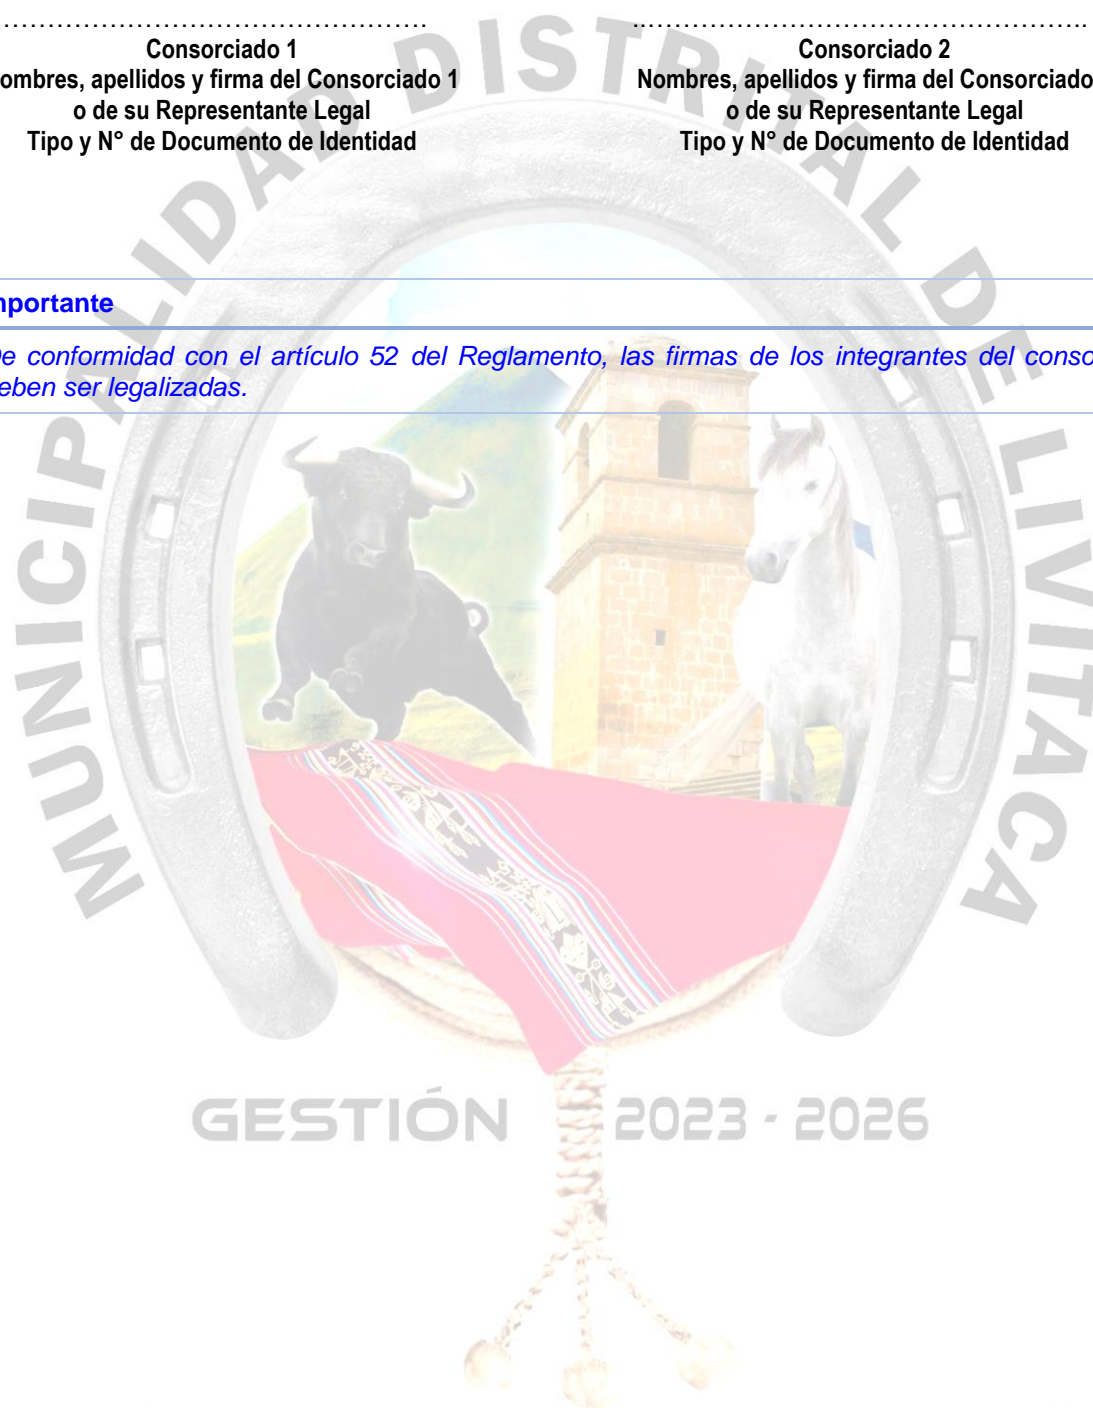 ……………………………………………. ..…………………………………………..
Consorciado 1 Consorciado 2
ombres, apellidos y firma del Consorciado 1 Nombres, apellidos y firma del Consorciado
o de su Representante Legal o de su Representante Legal
Tipo y N° de Documento de Identidad Tipo y N° de Documento de Identidad
mportante
De conformidad con el artículo 52 del Reglamento, las firmas de los integrantes del conso
eben ser legalizadas.
MUNICIPALIDAD DISTRITAL DE LIVITACA
GESTIÓN 2023 - 2026